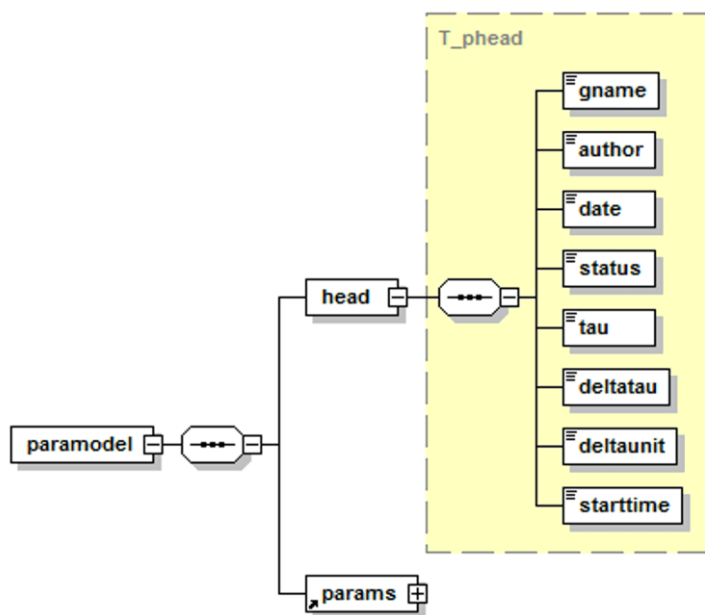 T_phead
gname
author
date
status
head
tau
deltatau
paramodel
deltaunit
starttime
params